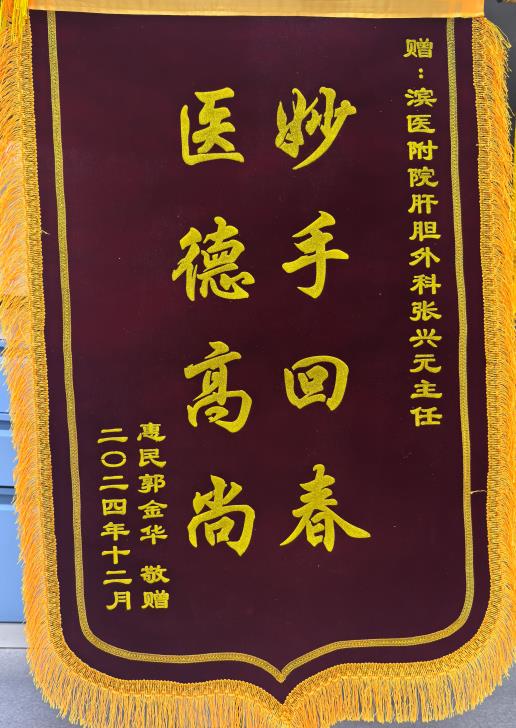 赠：滨医附院肝胆外科张兴元主任
妙手回春
医德高尚
惠民郭金华 敬赠
二〇二四年十二月